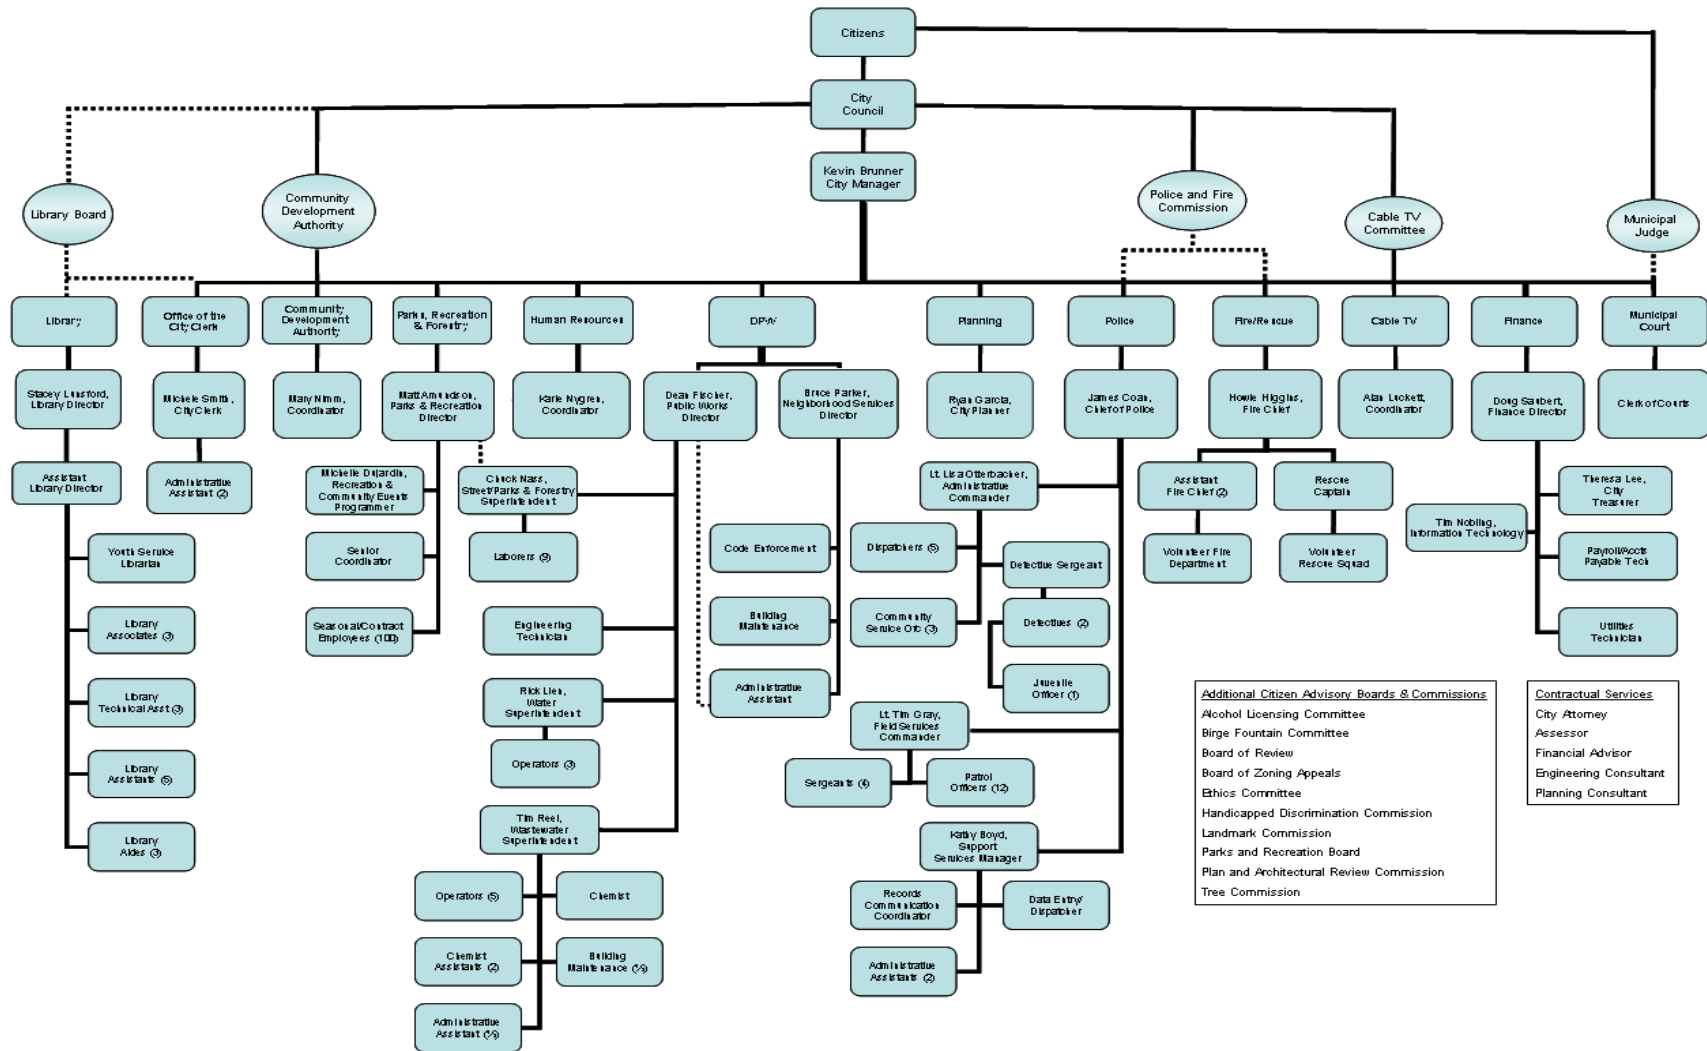 Citizens
City
Council
Kevin Brunner
City Manager
Library Board
Community
Development
Authority
Police and Fire
Commission
Cable TV
Committee
Municipal
Judge
Library
Office of the
City Clerk
Community
Development
Authority
Parks, Recreation
& Forestry
Human Resources
DPW
Planning
Police
Fire/Rescue
Cable TV
Finance
Municipal
Court
Stacey Lunsford,
Library Director
Michele Smith,
City Clerk
Mary Nimm,
Coordinator
Matt Amundson,
Parks & Recreation
Director
Karie Nygren,
Coordinator
Dean Fischer,
Public Works
Director
Bruce Parker,
Neighborhood Services
Director
Ryan Garcia,
City Planner
James Coan,
Chief of Police
Howie Higgins,
Fire Chief
Alan Luckett,
Coordinator
Doug Saubert,
Finance Director
Clerk of Courts
Assistant
Library Director
Administrative
Assistant (2)
Michelle Dujardin,
Recreation &
Community Events
Programmer
Chuck Nass,
Street/Parks & Forestry
Superintendent
Lt. Lisa Otterbacher,
Administrative
Commander
Assistant
Fire Chief (2)
Rescue
Captain
Theresa Lee,
City
Treasurer
Tim Nobling,
Information Technology
Youth Service
Librarian
Senior
Coordinator
Laborers (9)
Code Enforcement
Dispatchers (5)
Detective Sergeant
Volunteer Fire
Department
Volunteer
Rescue Squad
Payroll/Accts
Payable Tech
Library
Associates (3)
Seasonal/Contract
Employees (100)
Engineering
Technician
Building
Maintenance
Community
Service Ofc (3)
Detectives (2)
Utilities
Technician
Library
Technical Asst (3)
Rick Lien,
Water
Superintendent
Administrative
Assistant
Juvenile
Officer (1)
Lt. Tim Gray,
Field Services
Commander
Library
Assistants (5)
Operators (3)
Sergeants (4)
Patrol
Officers (12)
Library
Aides (3)
Tim Reel,
Wastewater
Superintendent
Kathy Boyd,
Support
Services Manager
Operators (5)
Chemist
Records
Communication
Coordinator
Data Entry/
Dispatcher
Chemist
Assistants (2)
Building
Maintenance (½)
Administrative
Assistants (2)
Administrative
Assistant (½)
Additional Citizen Advisory Boards & Commissions
Alcohol Licensing Committee
Birge Fountain Committee
Board of Review
Board of Zoning Appeals
Ethics Committee
Handicapped Discrimination Commission
Landmark Commission
Parks and Recreation Board
Plan and Architectural Review Commission
Tree Commission
Contractual Services
City Attorney
Assessor
Financial Advisor
Engineering Consultant
Planning Consultant